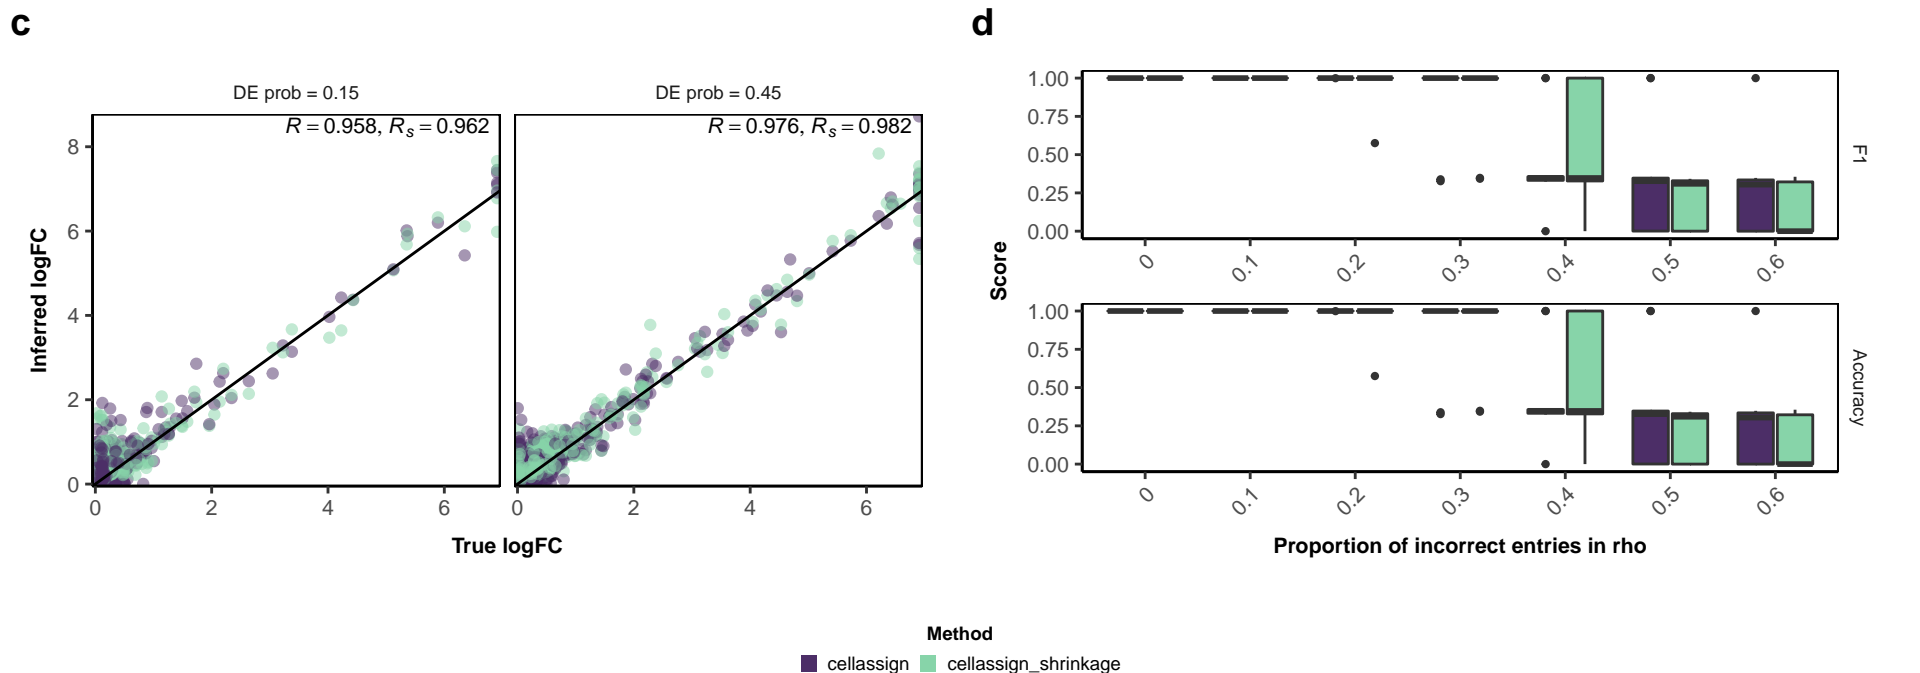 c
DE prob = 0.15
DE prob = 0.45
R = 0.958, Rs = 0.962
R = 0.976, Rs = 0.982
Inferred logFC
8
6
4
2
0
0 2 4 6
0 2 4 6
True logFC
d
Score
1.00
0.75
0.50
0.25
0.00
F1
0 0.1 0.2 0.3 0.4 0.5 0.6
1.00
0.75
0.50
0.25
0.00
Accuracy
0 0.1 0.2 0.3 0.4 0.5 0.6
Proportion of incorrect entries in rho
Method
cellassign cellassign_shrinkage